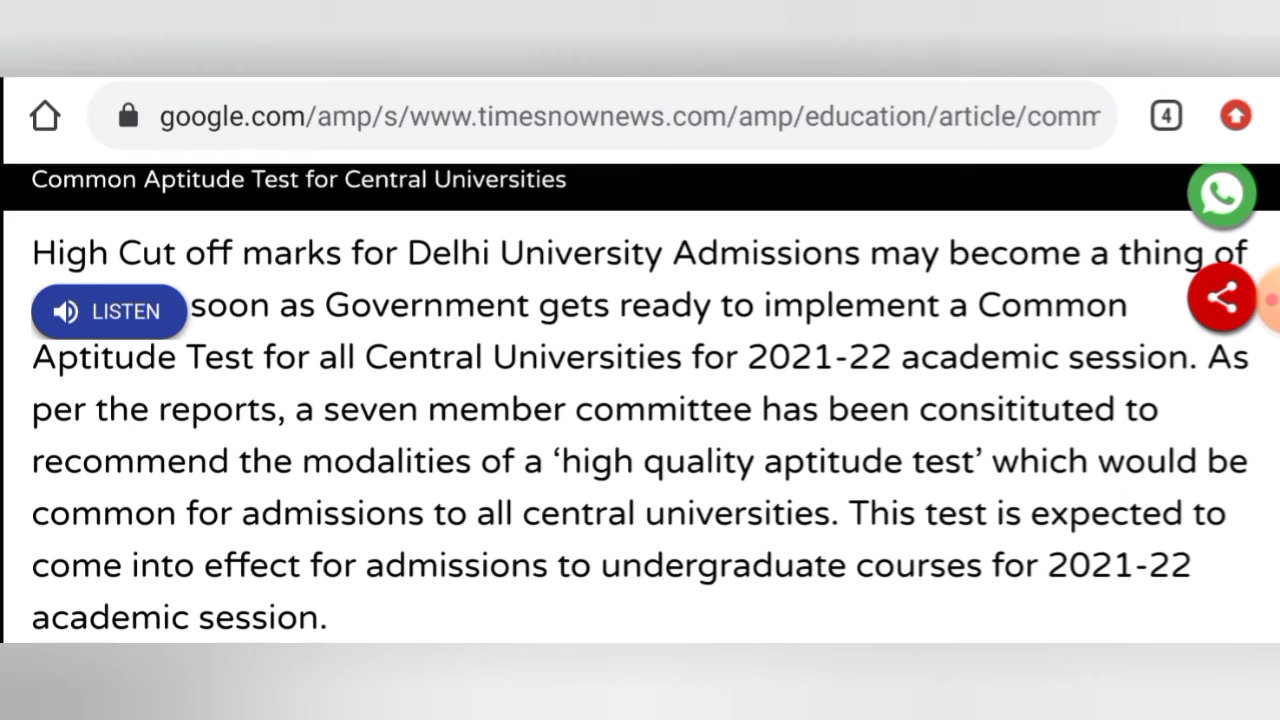 google.com/amp/s/www.timesnownews.com/amp/education/article/comm
4
Common Aptitude Test for Central Universities
High Cut off marks for Delhi University Admissions may become a thing of
LISTEN soon as Government gets ready to implement a Common
Aptitude Test for all Central Universities for 2021-22 academic session. As
per the reports, a seven member committee has been consitituted to
recommend the modalities of a ‘high quality aptitude test’ which would be
common for admissions to all central universities. This test is expected to
come into effect for admissions to undergraduate courses for 2021-22
academic session.